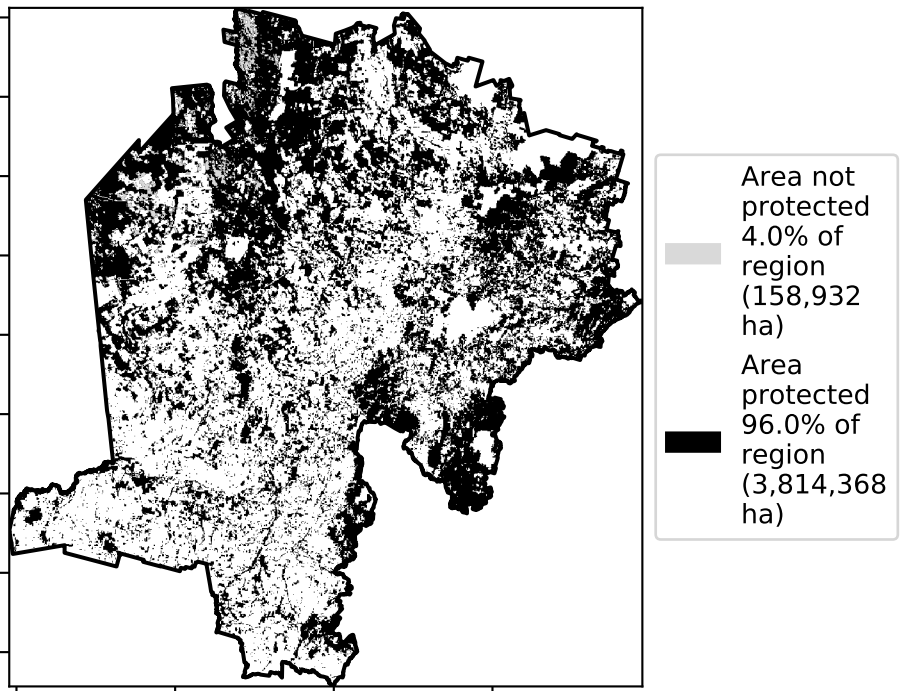 Area not
protected
4.0% of
region
(158,932
ha)
Area
protected
96.0% of
region
(3,814,368
ha)